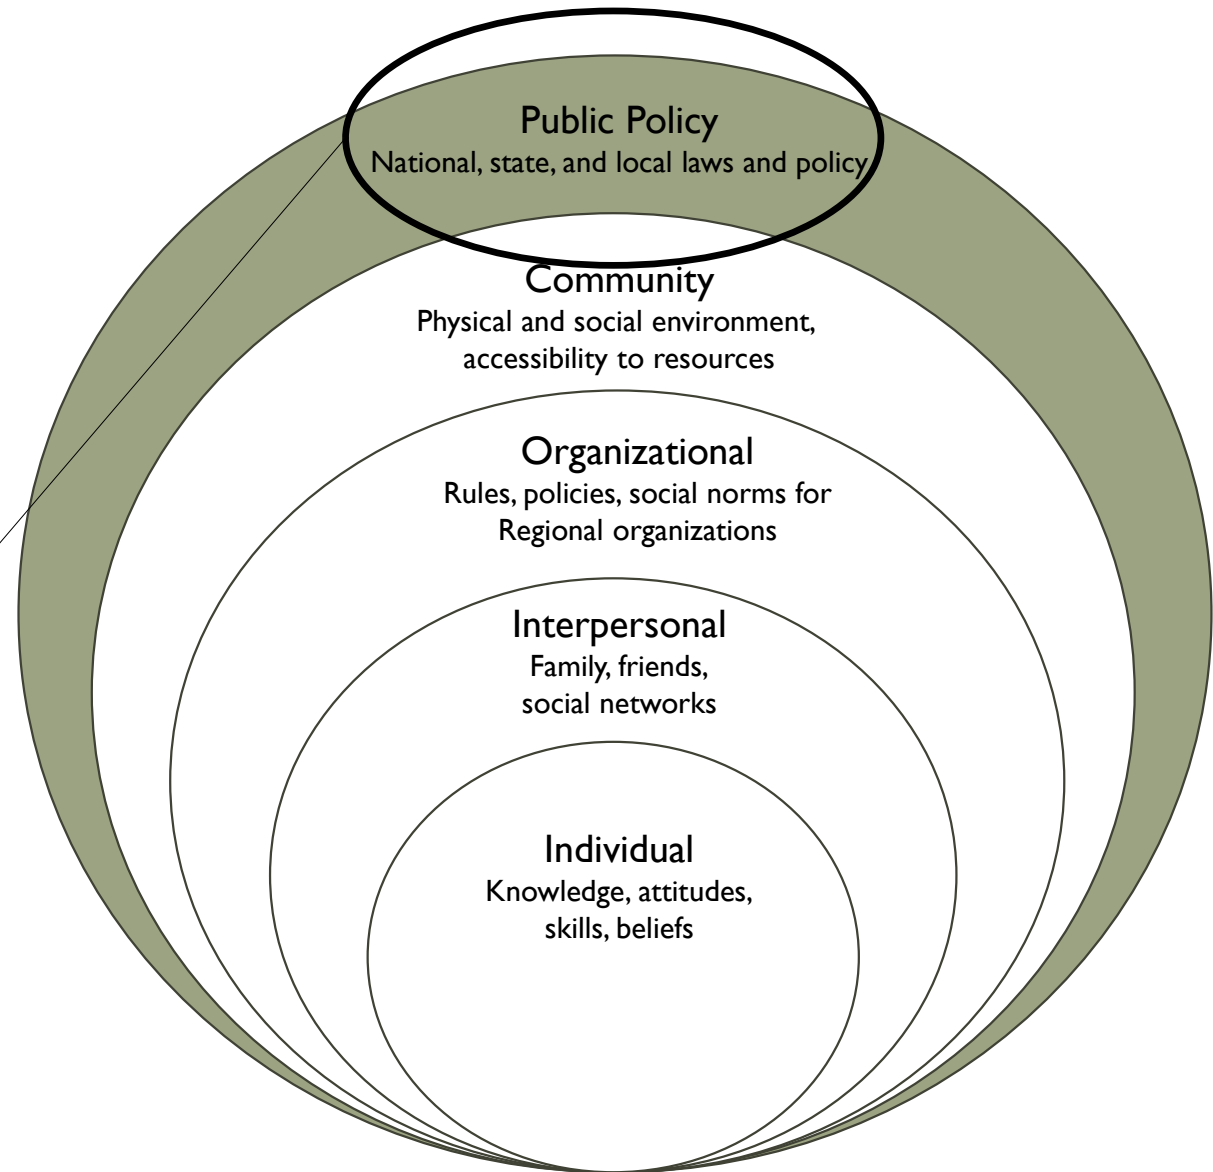 Public Policy
National, state, and local laws and policy
Community
Physical and social environment,
accessibility to resources
Organizational
Rules, policies, social norms for
Regional organizations
Interpersonal
Family, friends,
social networks
Individual
Knowledge, attitudes,
skills, beliefs